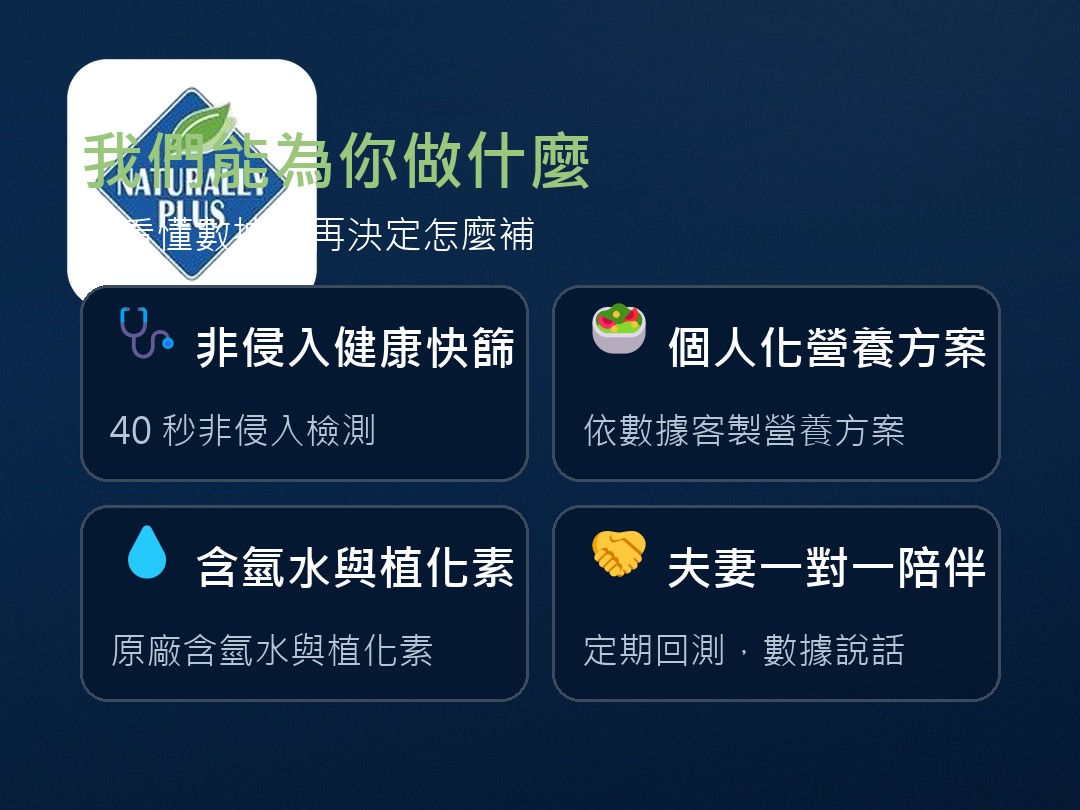 我們能為你做什麼
NATURALLY
PLUS
看懂數據 再決定怎麼補
非侵入健康快篩
40 秒非侵入檢測
個人化營養方案
依數據客製營養方案
含氫水與植化素
原廠含氫水與植化素
夫妻一對一陪伴
定期回測，數據說話